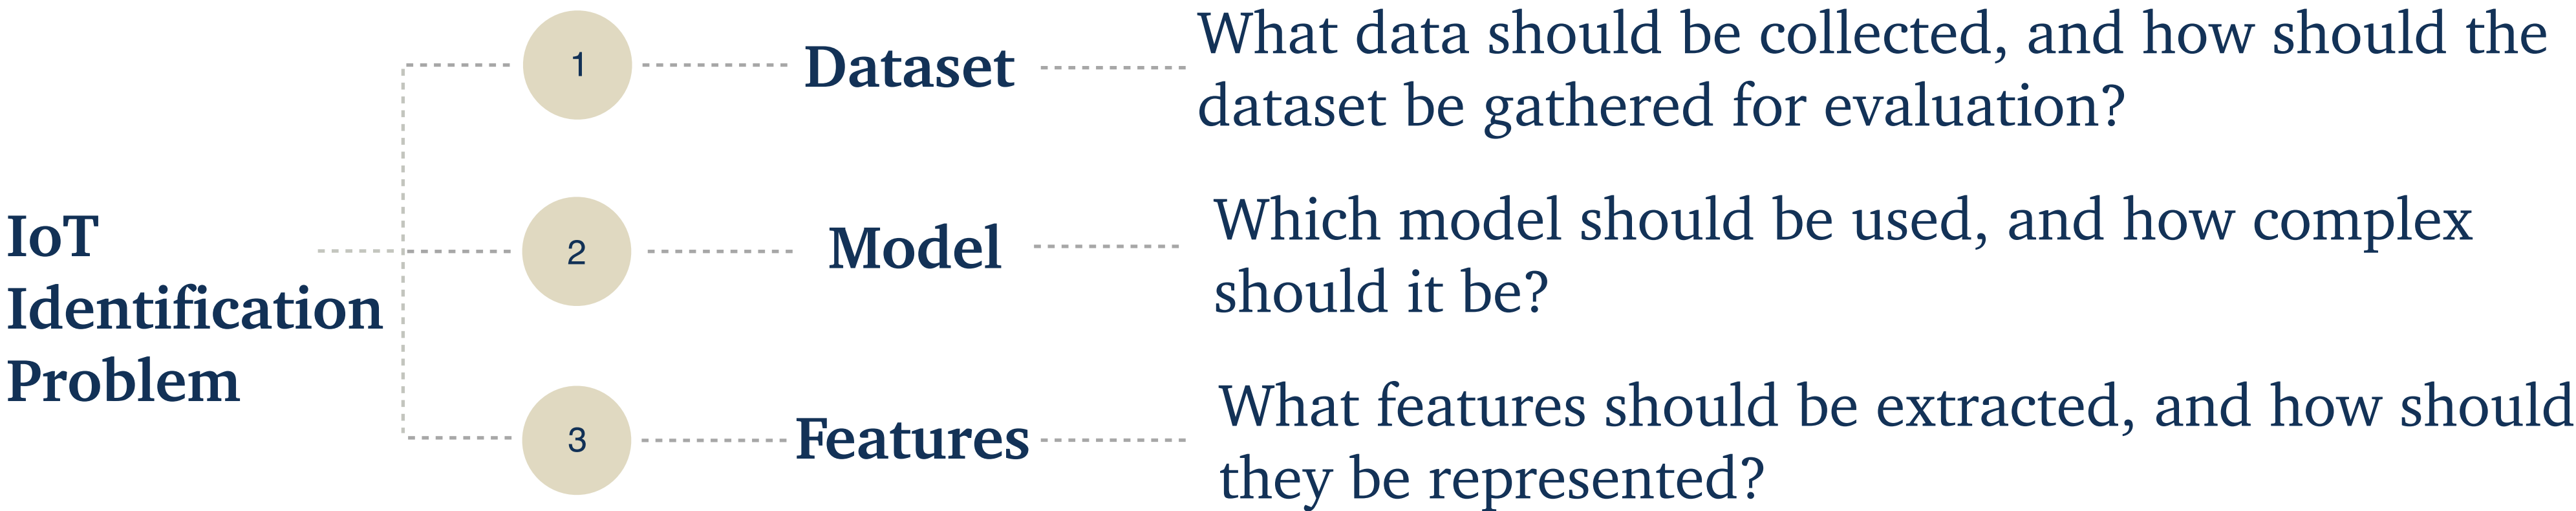 IoT
Identification
Problem
1
Dataset
What data should be collected, and how should the
dataset be gathered for evaluation?
2
Model
Which model should be used, and how complex
should it be?
3
Features
What features should be extracted, and how should
they be represented?